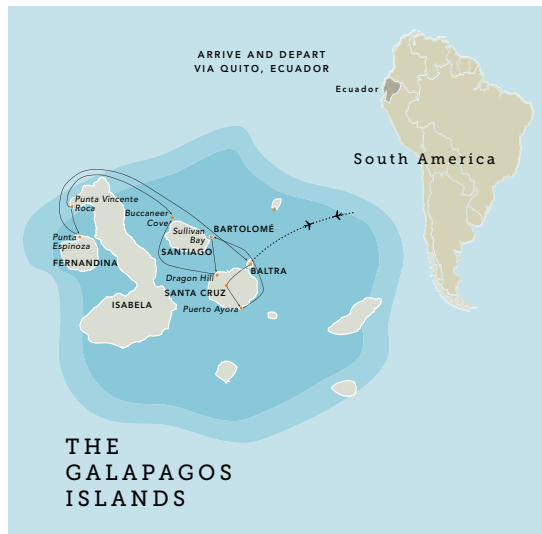 ARRIVE AND DEPART
VIA QUITO, ECUADOR
Ecuador
South America
Punta Vincente
Roca
Buccaneer
Cove
Sullivan
Bay
BARTOLOMÉ
Punta
Espinoza
SANTIAGO
FERNANDINA
BALTRA
Dragon Hill
SANTA CRUZ
ISABELA
Puerto Ayora
THE
GALAPAGOS
ISLANDS